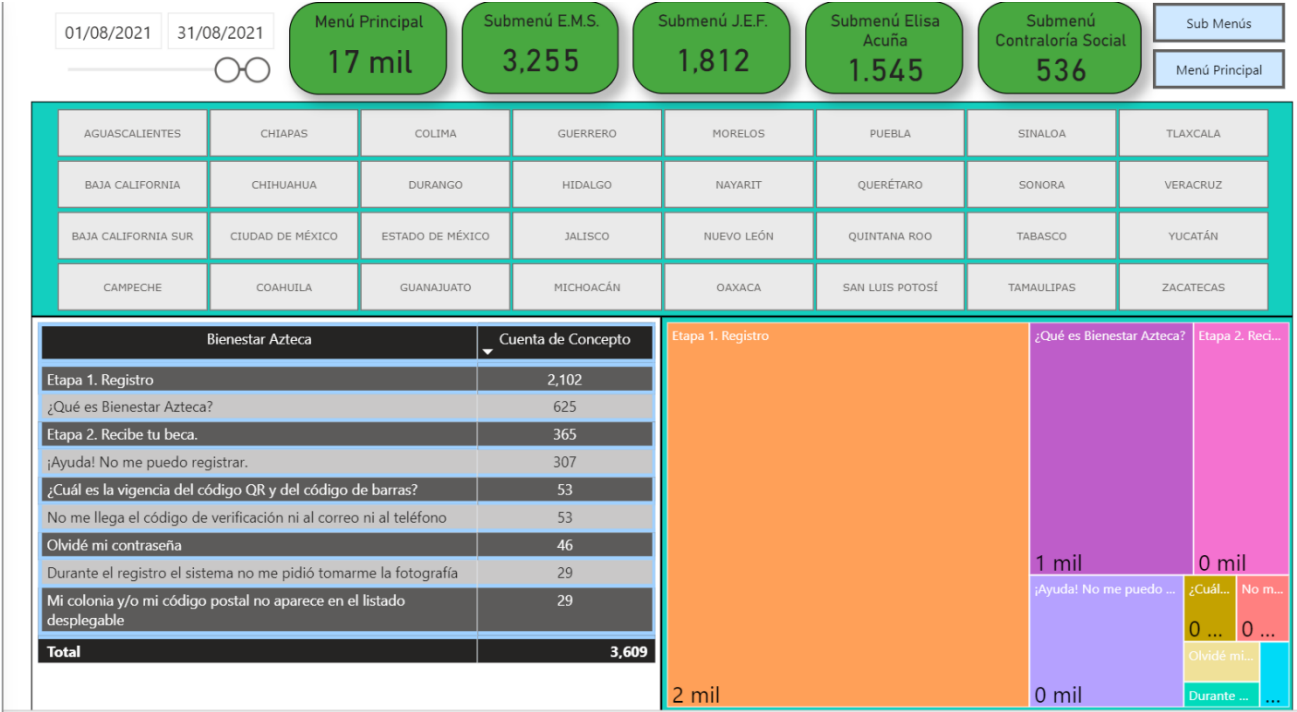 01/08/2021 31/08/2021
Menú Principal
17 mil
Submenú E.M.S.
3,255
Submenú J.E.F.
1,812
Submenú Elisa
Acuña
1.545
Submenú
Contraloría Social
536
Sub Menús
Menú Principal
AGUASCALIENTES CHIAPAS COLIMA GUERRERO MORELOS PUEBLA SINALOA TLAXCALA
BAJA CALIFORNIA CHIHUAHUA DURANGO HIDALGO NAYARIT QUERÉTARO SONORA VERACRUZ
BAJA CALIFORNIA SUR CIUDAD DE MÉXICO ESTADO DE MÉXICO JALISCO NUEVO LEÓN QUINTANA ROO TABASCO YUCATÁN
CAMPECHE COAHUILA GUANAJUATO MICHOACÁN OAXACA SAN LUIS POTOSÍ TAMAULIPAS ZACATECAS
Bienestar Azteca Cuenta de Concepto
Etapa 1. Registro 2,102
¿Qué es Bienestar Azteca? 625
Etapa 2. Recibe tu beca. 365
¡Ayuda! No me puedo registrar. 307
¿Cuál es la vigencia del código QR y del código de barras? 53
No me llega el código de verificación ni al correo ni al teléfono 53
Olvidé mi contraseña 46
Durante el registro el sistema no me pidió tomarme la fotografía 29
Mi colonia y/o mi código postal no aparece en el listado
desplegable 29
Total 3,609
Etapa 1. Registro
2 mil
¿Qué es Bienestar Azteca?
1 mil
Etapa 2. Reci...
0 mil
¡Ayuda! No me puedo ...
0 mil
¿Cuál...
0 ...
No m...
0 ...
Olvidé mi...
Durante ...
...